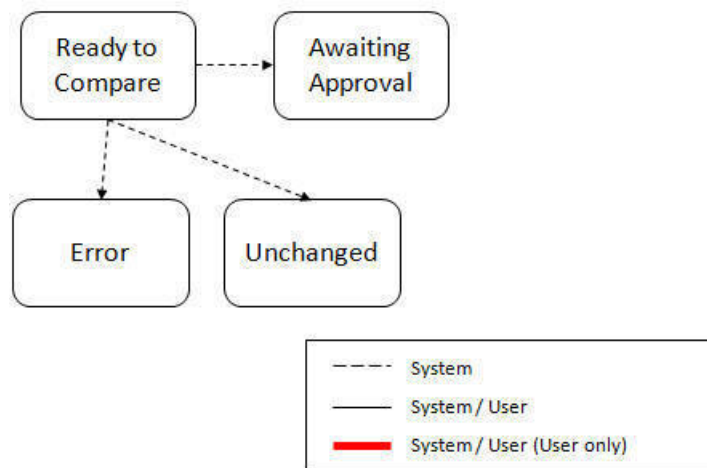 Ready to
Compare
Awaiting
Approval
Error
Unchanged
System
System / User
System / User (User only)